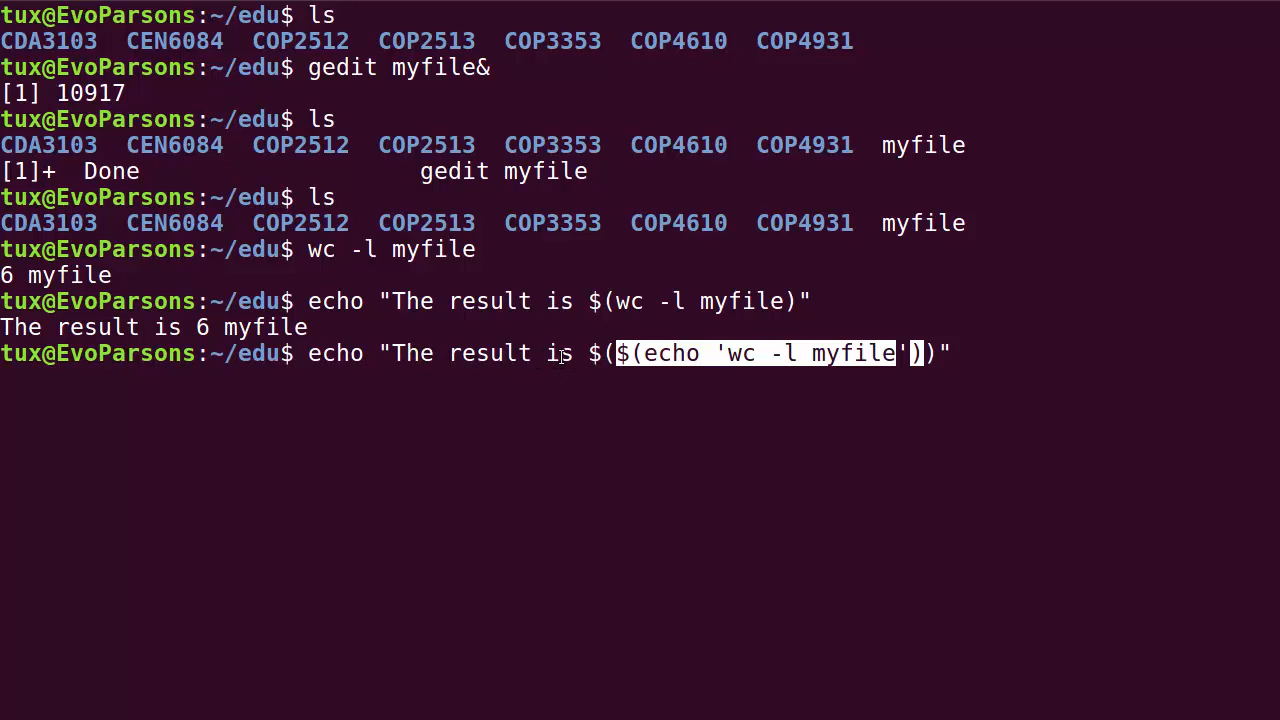 tux@EvoParsons:~/edu$ ls
CDA3103  CEN6084  COP2512  COP2513  COP3353  COP4610  COP4931
tux@EvoParsons:~/edu$ gedit myfile&
[1] 10917
tux@EvoParsons:~/edu$ ls
CDA3103  CEN6084  COP2512  COP2513  COP3353  COP4610  COP4931  myfile
[1]+  Done                    gedit myfile
tux@EvoParsons:~/edu$ ls
CDA3103  CEN6084  COP2512  COP2513  COP3353  COP4610  COP4931  myfile
tux@EvoParsons:~/edu$ wc -l myfile
6 myfile
tux@EvoParsons:~/edu$ echo "The result is $(wc -l myfile)"
The result is 6 myfile
tux@EvoParsons:~/edu$ echo "The result is $($(echo 'wc -l myfile'))"